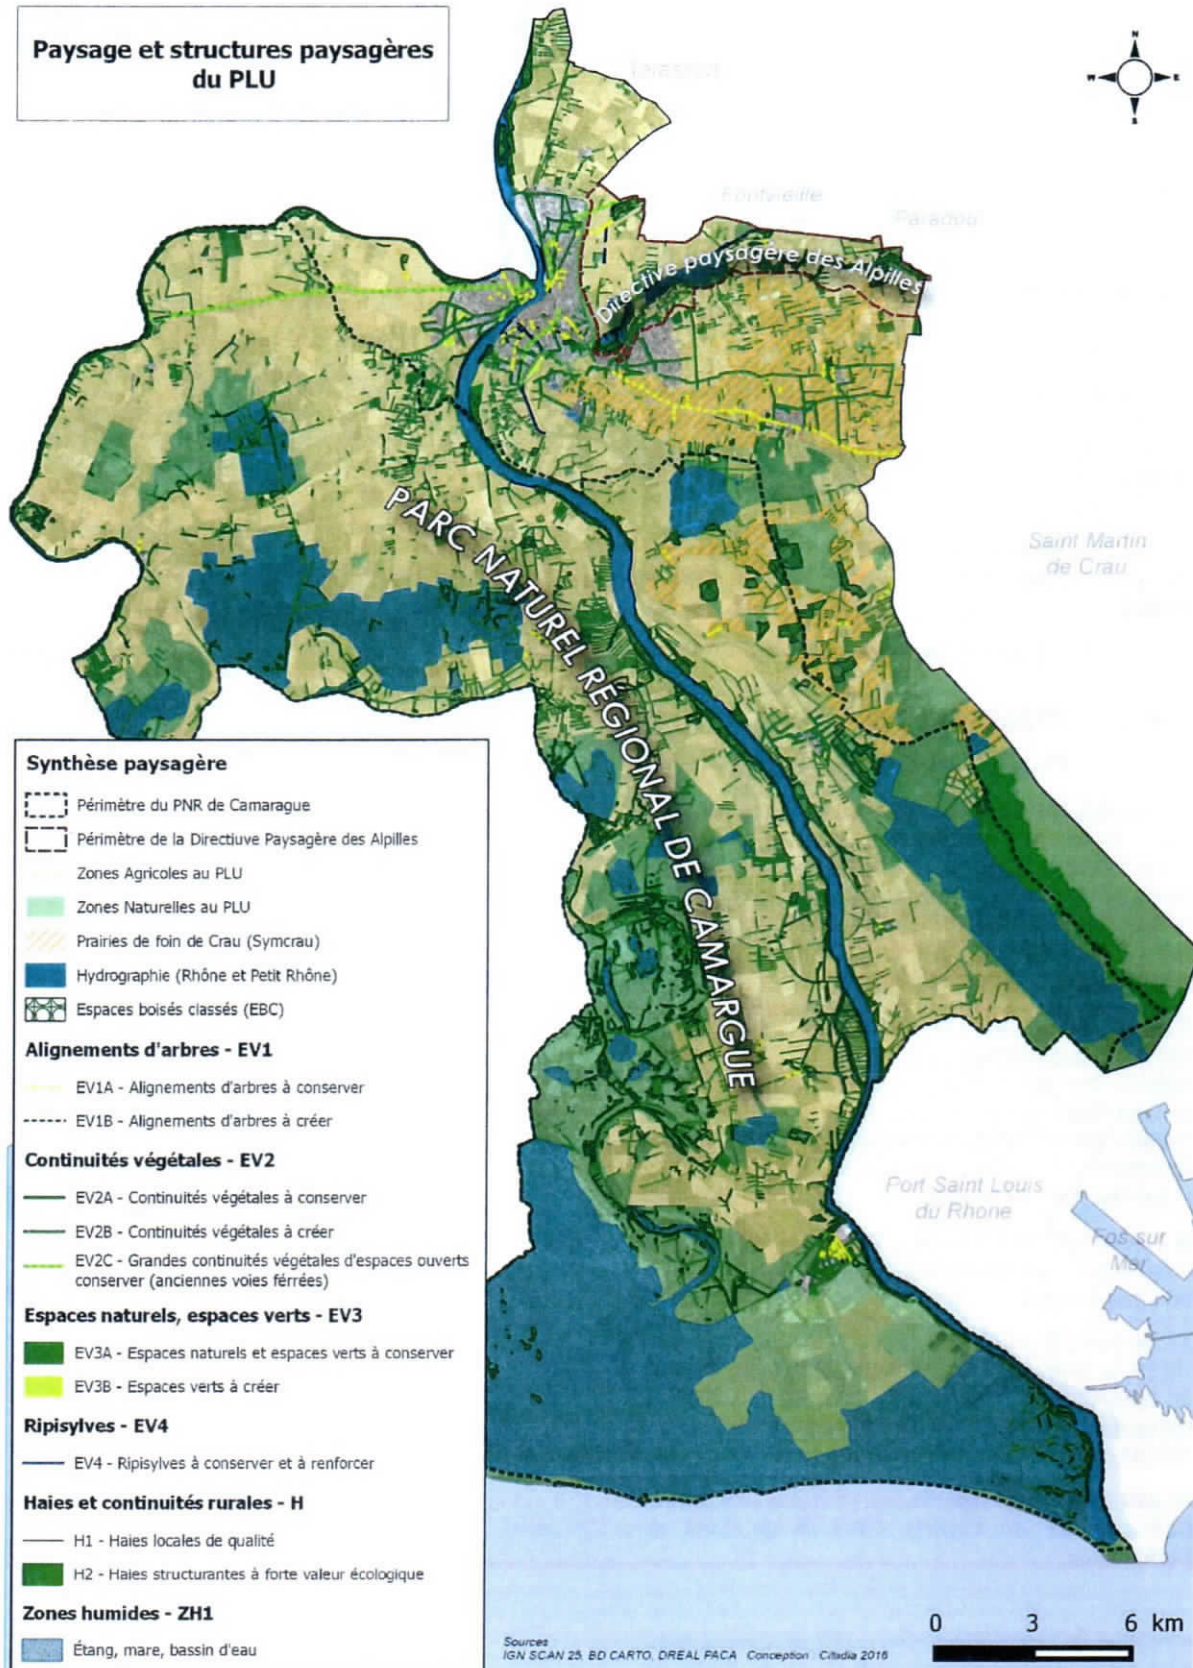 Paysage et structures paysagères
du PLU
N
W
E
S
Tarascon
Fontvieille
Paradou
Directive paysagère des Alpilles
PARC NATUREL RÉGIONAL DE CAMARGUE
Saint Martin
de Crau
Port Saint Louis
du Rhone
Fos sur
Mer
Synthèse paysagère
Périmètre du PNR de Camarague
Périmètre de la Directiuve Paysagère des Alpilles
Zones Agricoles au PLU
Zones Naturelles au PLU
Prairies de foin de Crau (Symcrau)
Hydrographie (Rhône et Petit Rhône)
Espaces boisés classés (EBC)
Alignements d'arbres - EV1
EV1A - Alignements d'arbres à conserver
EV1B - Alignements d'arbres à créer
Continuités végétales - EV2
EV2A - Continuités végétales à conserver
EV2B - Continuités végétales à créer
EV2C - Grandes continuités végétales d'espaces ouverts
conserver (anciennes voies férrées)
Espaces naturels, espaces verts - EV3
EV3A - Espaces naturels et espaces verts à conserver
EV3B - Espaces verts à créer
Ripisylves - EV4
EV4 - Ripisylves à conserver et à renforcer
Haies et continuités rurales - H
H1 - Haies locales de qualité
H2 - Haies structurantes à forte valeur écologique
Zones humides - ZH1
Étang, mare, bassin d'eau
0 3 6 km
Sources
IGN SCAN 25, BD CARTO, DREAL PACA Conception : Citadia 2016